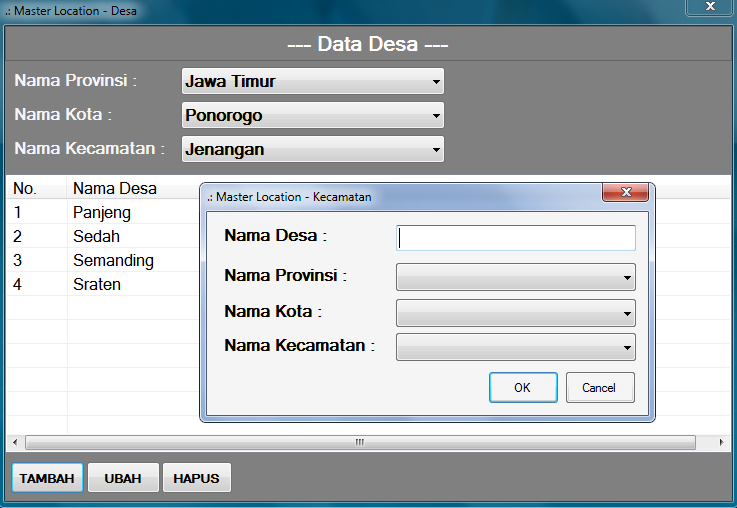 .: Master Location - Desa
--- Data Desa ---
Nama Provinsi : Jawa Timur
Nama Kota : Ponorogo
Nama Kecamatan : Jenangan
No. Nama Desa
1 Panjeng
2 Sedah
3 Semanding
4 Sraten
.: Master Location - Kecamatan
Nama Desa :
Nama Provinsi :
Nama Kota :
Nama Kecamatan :
OK Cancel
TAMBAH UBAH HAPUS